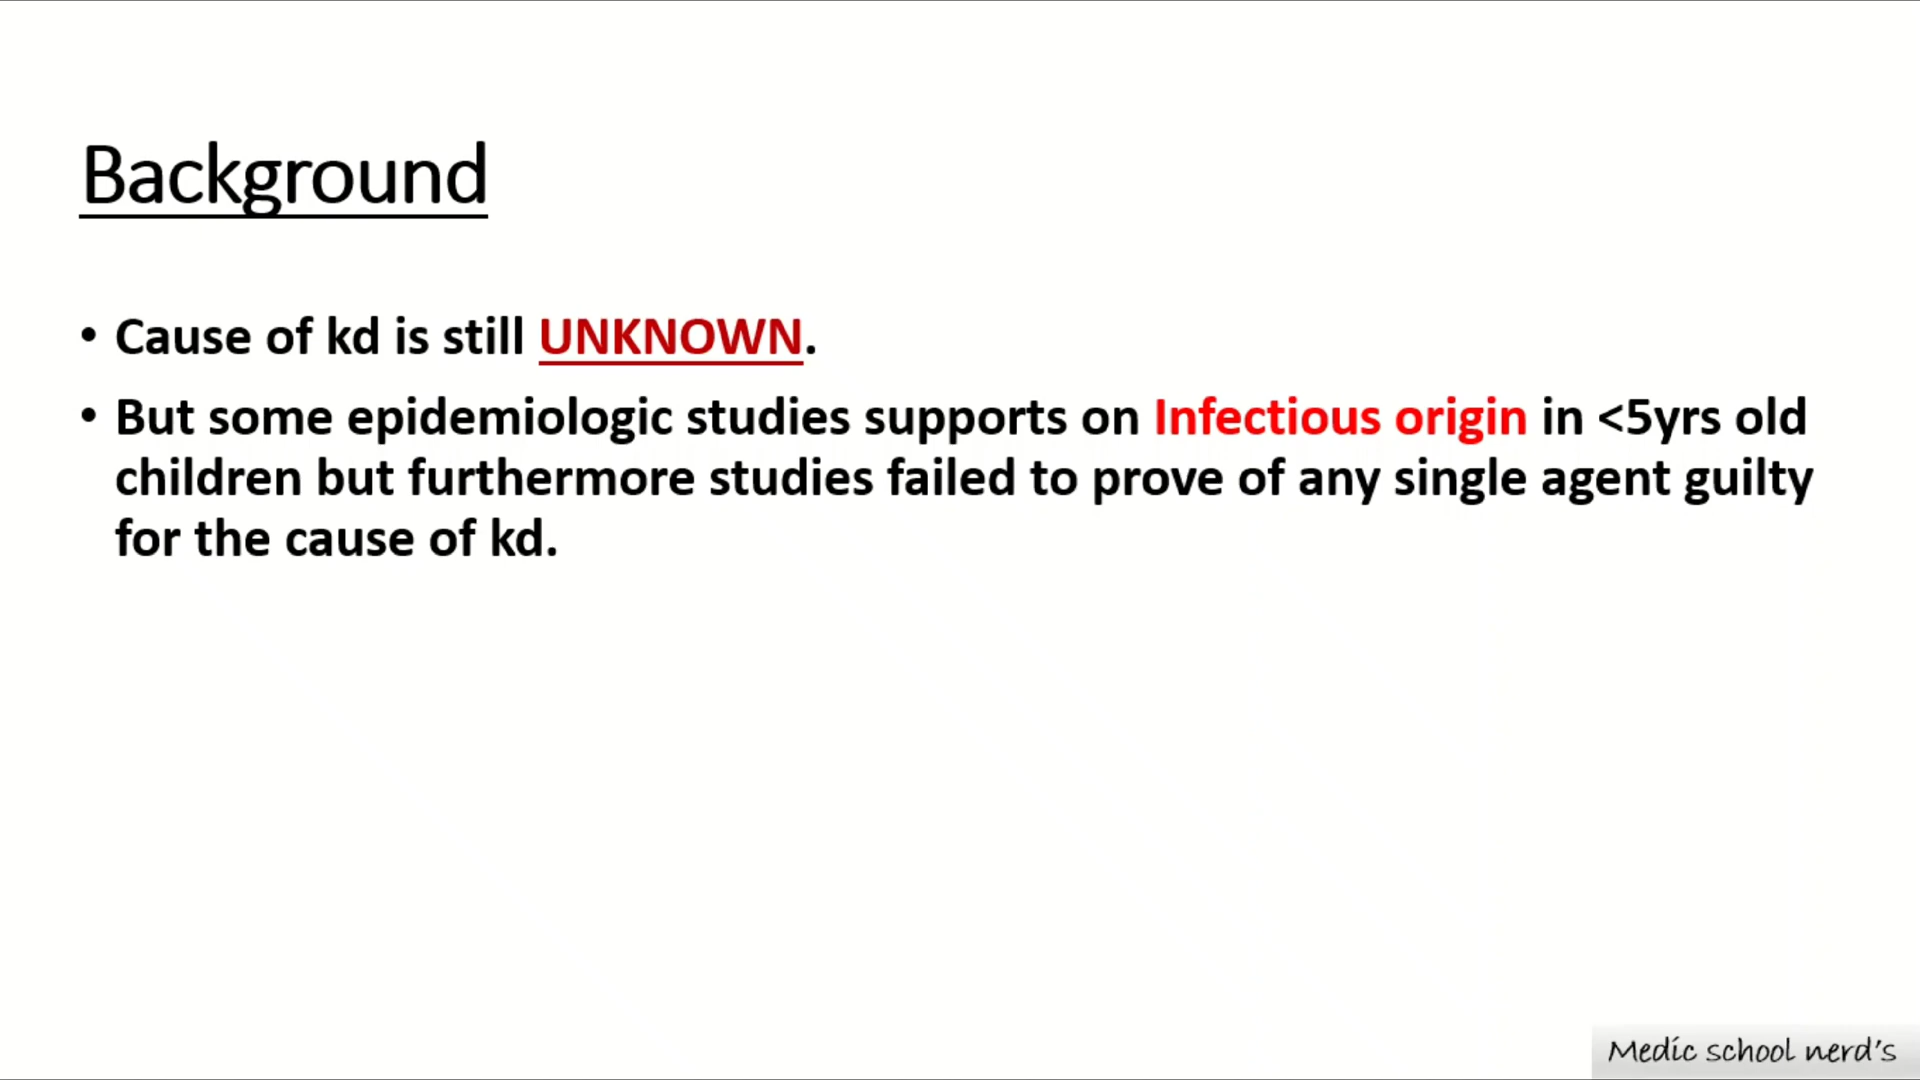 Background
• Cause of kd is still UNKNOWN.
• But some epidemiologic studies supports on Infectious origin in <5yrs old
children but furthermore studies failed to prove of any single agent guilty
for the cause of kd.
Medic school nerd's